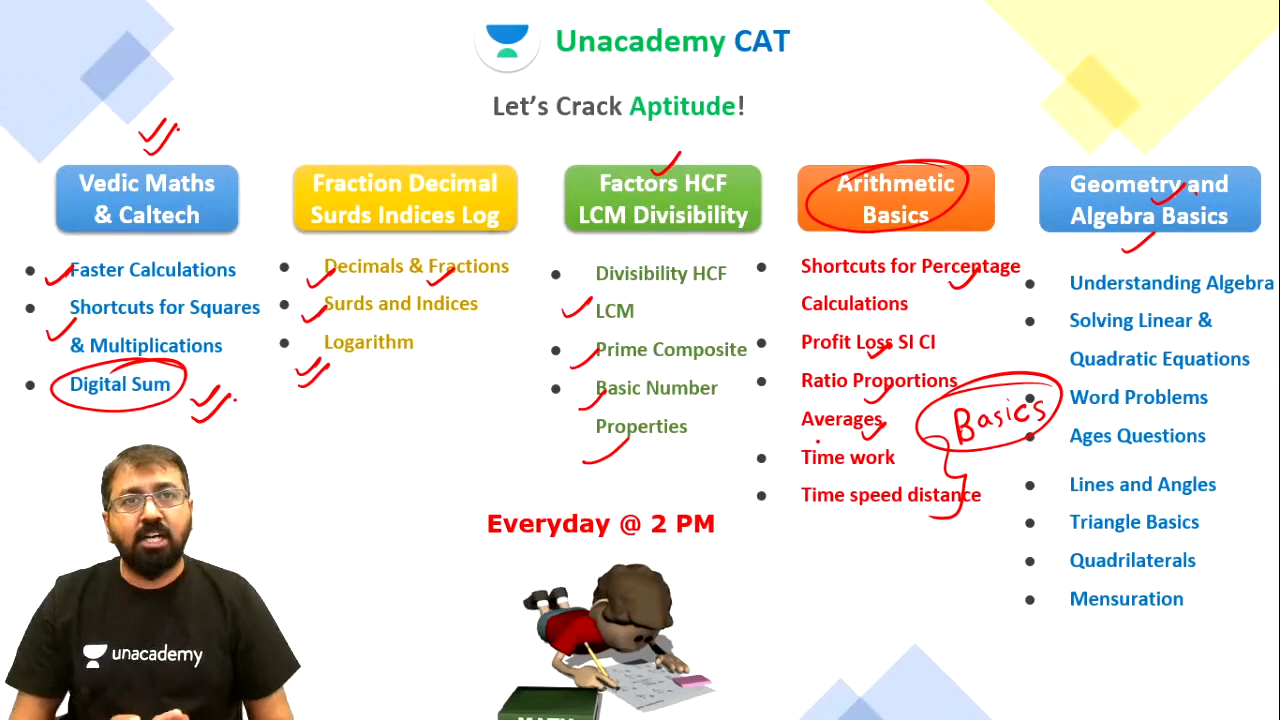 Unacademy CAT
Let's Crack Aptitude!
Vedic Maths
& Caltech
Faster Calculations
Shortcuts for Squares
& Multiplications
Digital Sum
Fraction Decimal
Surds Indices Log
Decimals & Fractions
Surds and Indices
Logarithm
Factors HCF
LCM Divisibility
Divisibility HCF
LCM
Prime Composite
Basic Number
Properties
Arithmetic
Basics
Shortcuts for Percentage
Calculations
Profit Loss SI CI
Ratio Proportions
Averages
Time work
Time speed distance
Basics
Geometry and
Algebra Basics
Understanding Algebra
Solving Linear &
Quadratic Equations
Word Problems
Ages Questions
Lines and Angles
Triangle Basics
Quadrilaterals
Mensuration
Everyday @ 2 PM
unacademy
MATH